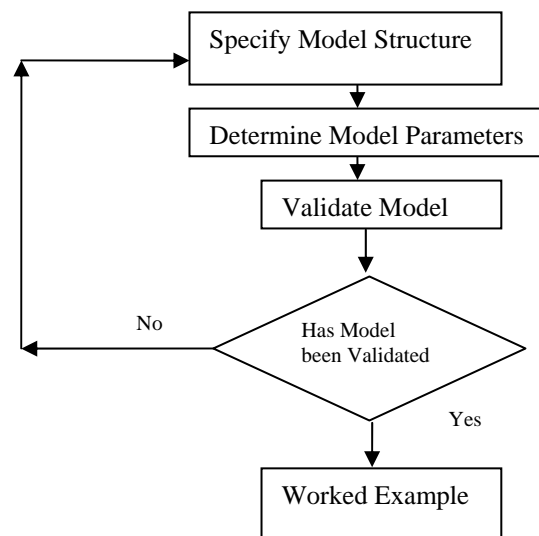 Specify Model Structure
Determine Model Parameters
Validate Model
No
Has Model
been Validated
Yes
Worked Example